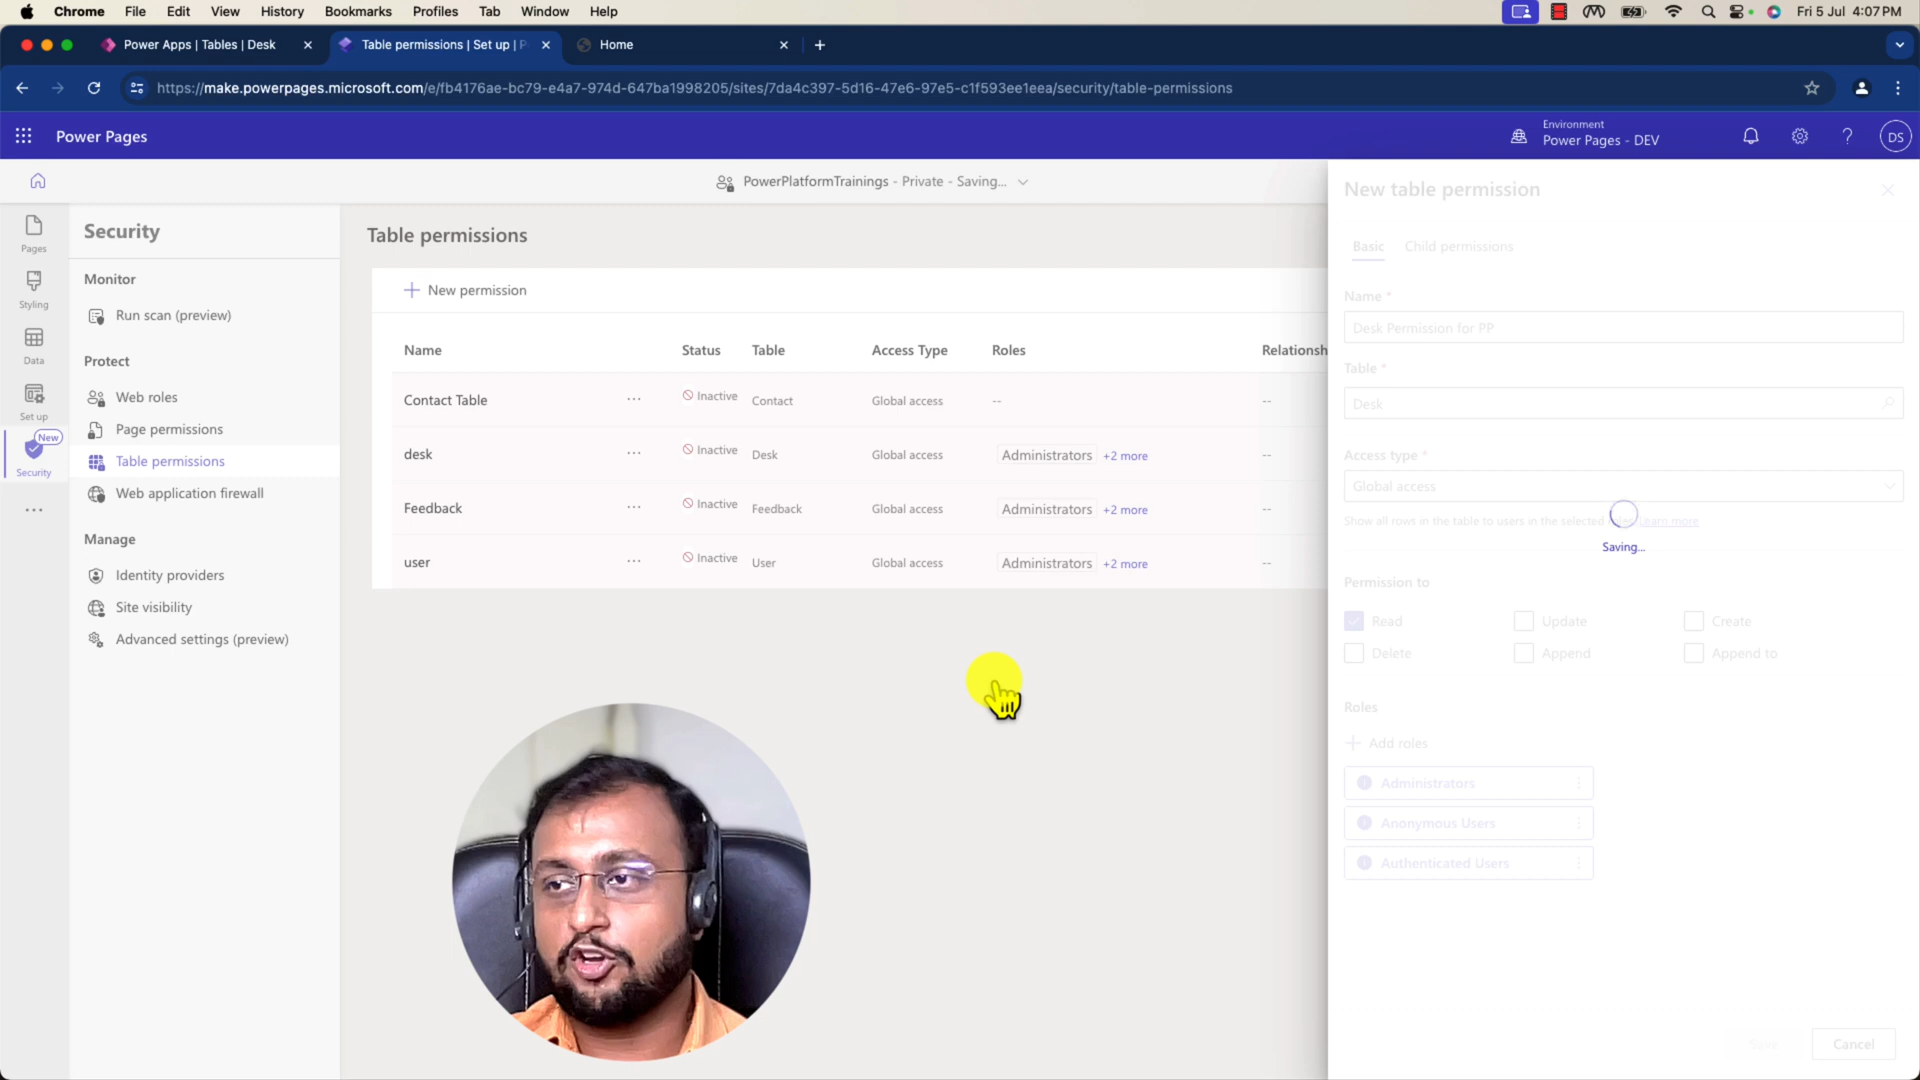 Chrome File Edit View History Bookmarks Profiles Tab Window Help Fri 5 Jul 4:07 PM
Power Apps | Tables | Desk Table permissions | Set up | P Home
https://make.powerpages.microsoft.com/e/fb4176ae-bc79-e4a7-974d-647ba1998205/sites/7da4c397-5d16-47e6-97e5-c1f593ee1eea/security/table-permissions
Power Pages
Environment
Power Pages - DEV
DS
PowerPlatformTrainings - Private - Saving...
Pages
Styling
Data
Set up
New
Security
Security
Monitor
Run scan (preview)
Protect
Web roles
Page permissions
Table permissions
Web application firewall
Manage
Identity providers
Site visibility
Advanced settings (preview)
Table permissions
New permission
Name Status Table Access Type Roles Relationsh
Contact Table ... Inactive Contact Global access -- --
desk ... Inactive Desk Global access Administrators +2 more --
Feedback ... Inactive Feedback Global access Administrators +2 more --
user ... Inactive User Global access Administrators +2 more --
New table permission
Basic Child permissions
Name *
Desk Permission for PP
Table *
Desk
Access type *
Global access
Show all rows in the table to users in the selected roles. Learn more
Saving...
Permission to
Read Update Create
Delete Append Append to
Roles
Add roles
Administrators
Anonymous Users
Authenticated Users
Save Cancel